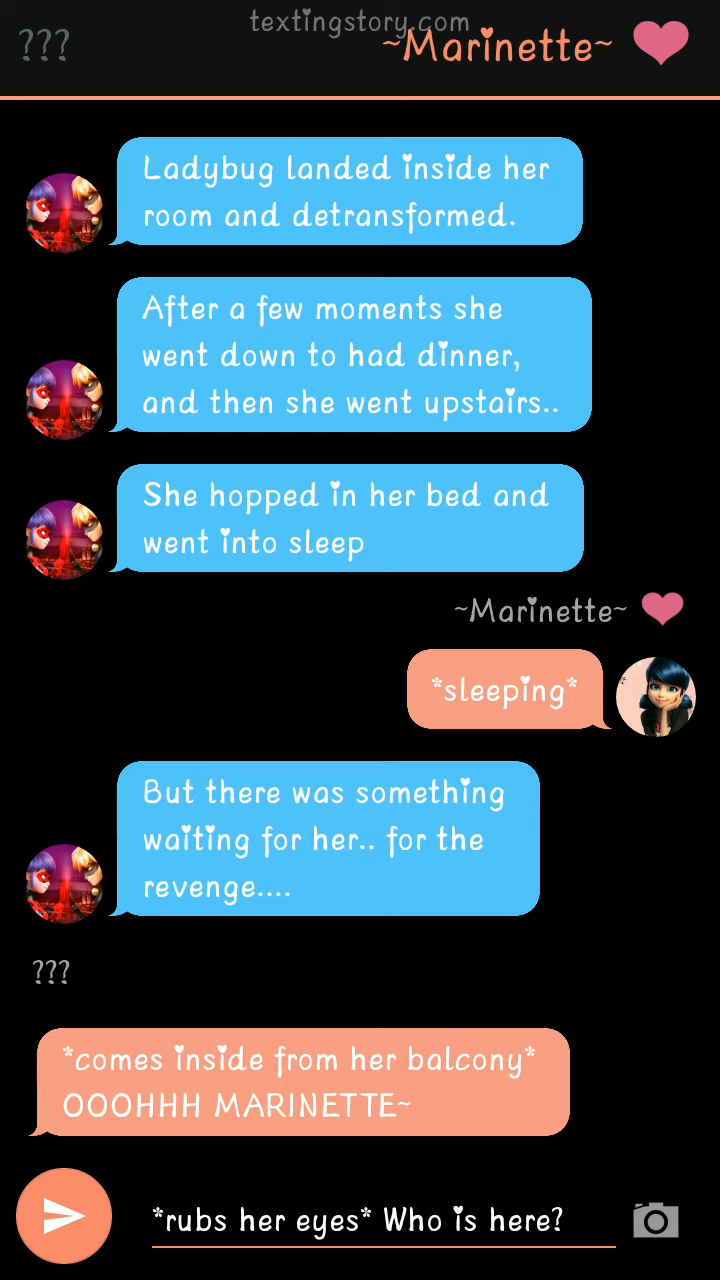 textingstory.com
???
~Marinette~
Ladybug landed inside her
room and detransformed.
After a few moments she
went down to had dinner,
and then she went upstairs..
She hopped in her bed and
went into sleep
~Marinette~
*sleeping*
But there was something
waiting for her.. for the
revenge....
???
*comes inside from her balcony*
OOOHHH MARINETTE~
*rubs her eyes* Who is here?